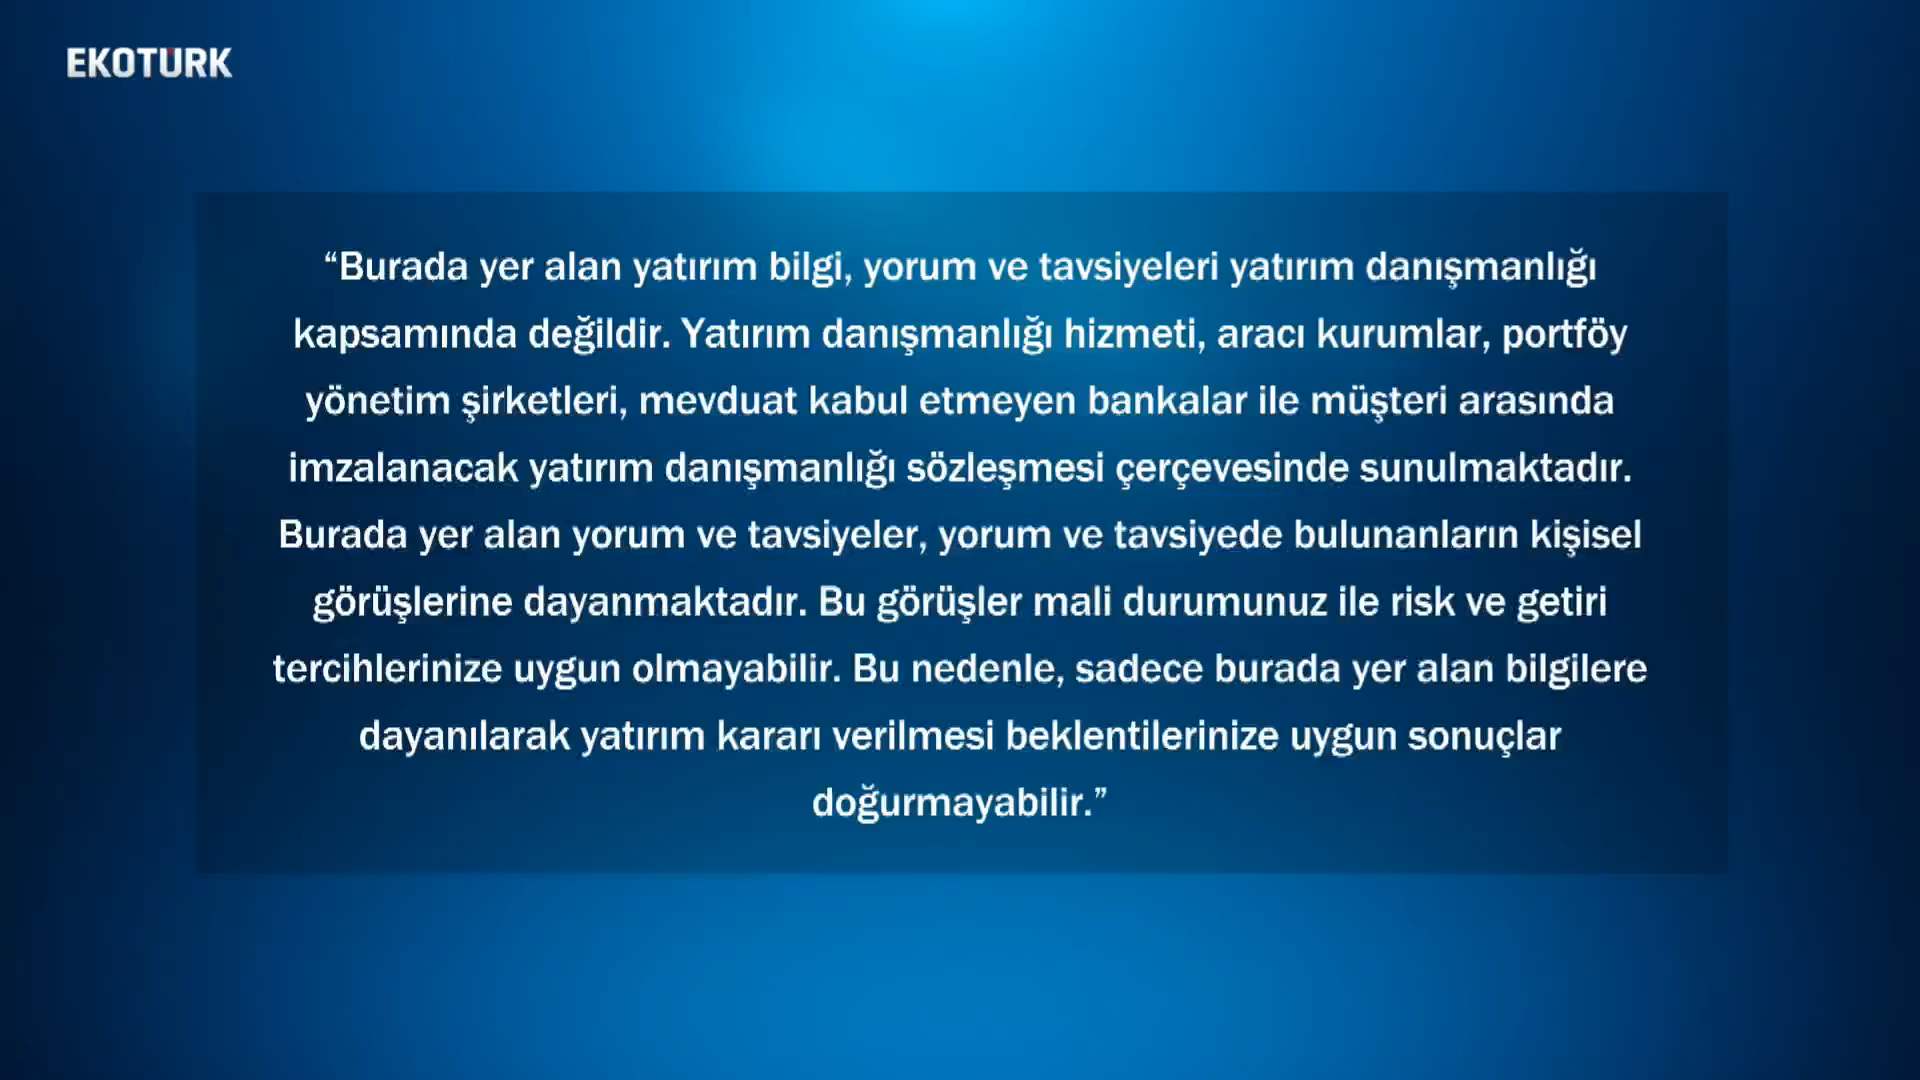 EKOTÜRK
“Burada yer alan yatırım bilgi, yorum ve tavsiyeleri yatırım danışmanlığı
kapsamında değildir. Yatırım danışmanlığı hizmeti, aracı kurumlar, portföy
yönetim şirketleri, mevduat kabul etmeyen bankalar ile müşteri arasında
imzalanacak yatırım danışmanlığı sözleşmesi çerçevesinde sunulmaktadır.
Burada yer alan yorum ve tavsiyeler, yorum ve tavsiyede bulunanların kişisel
görüşlerine dayanmaktadır. Bu görüşler mali durumunuz ile risk ve getiri
tercihlerinize uygun olmayabilir. Bu nedenle, sadece burada yer alan bilgilere
dayanılarak yatırım kararı verilmesi beklentilerinize uygun sonuçlar
doğurmayabilir.”